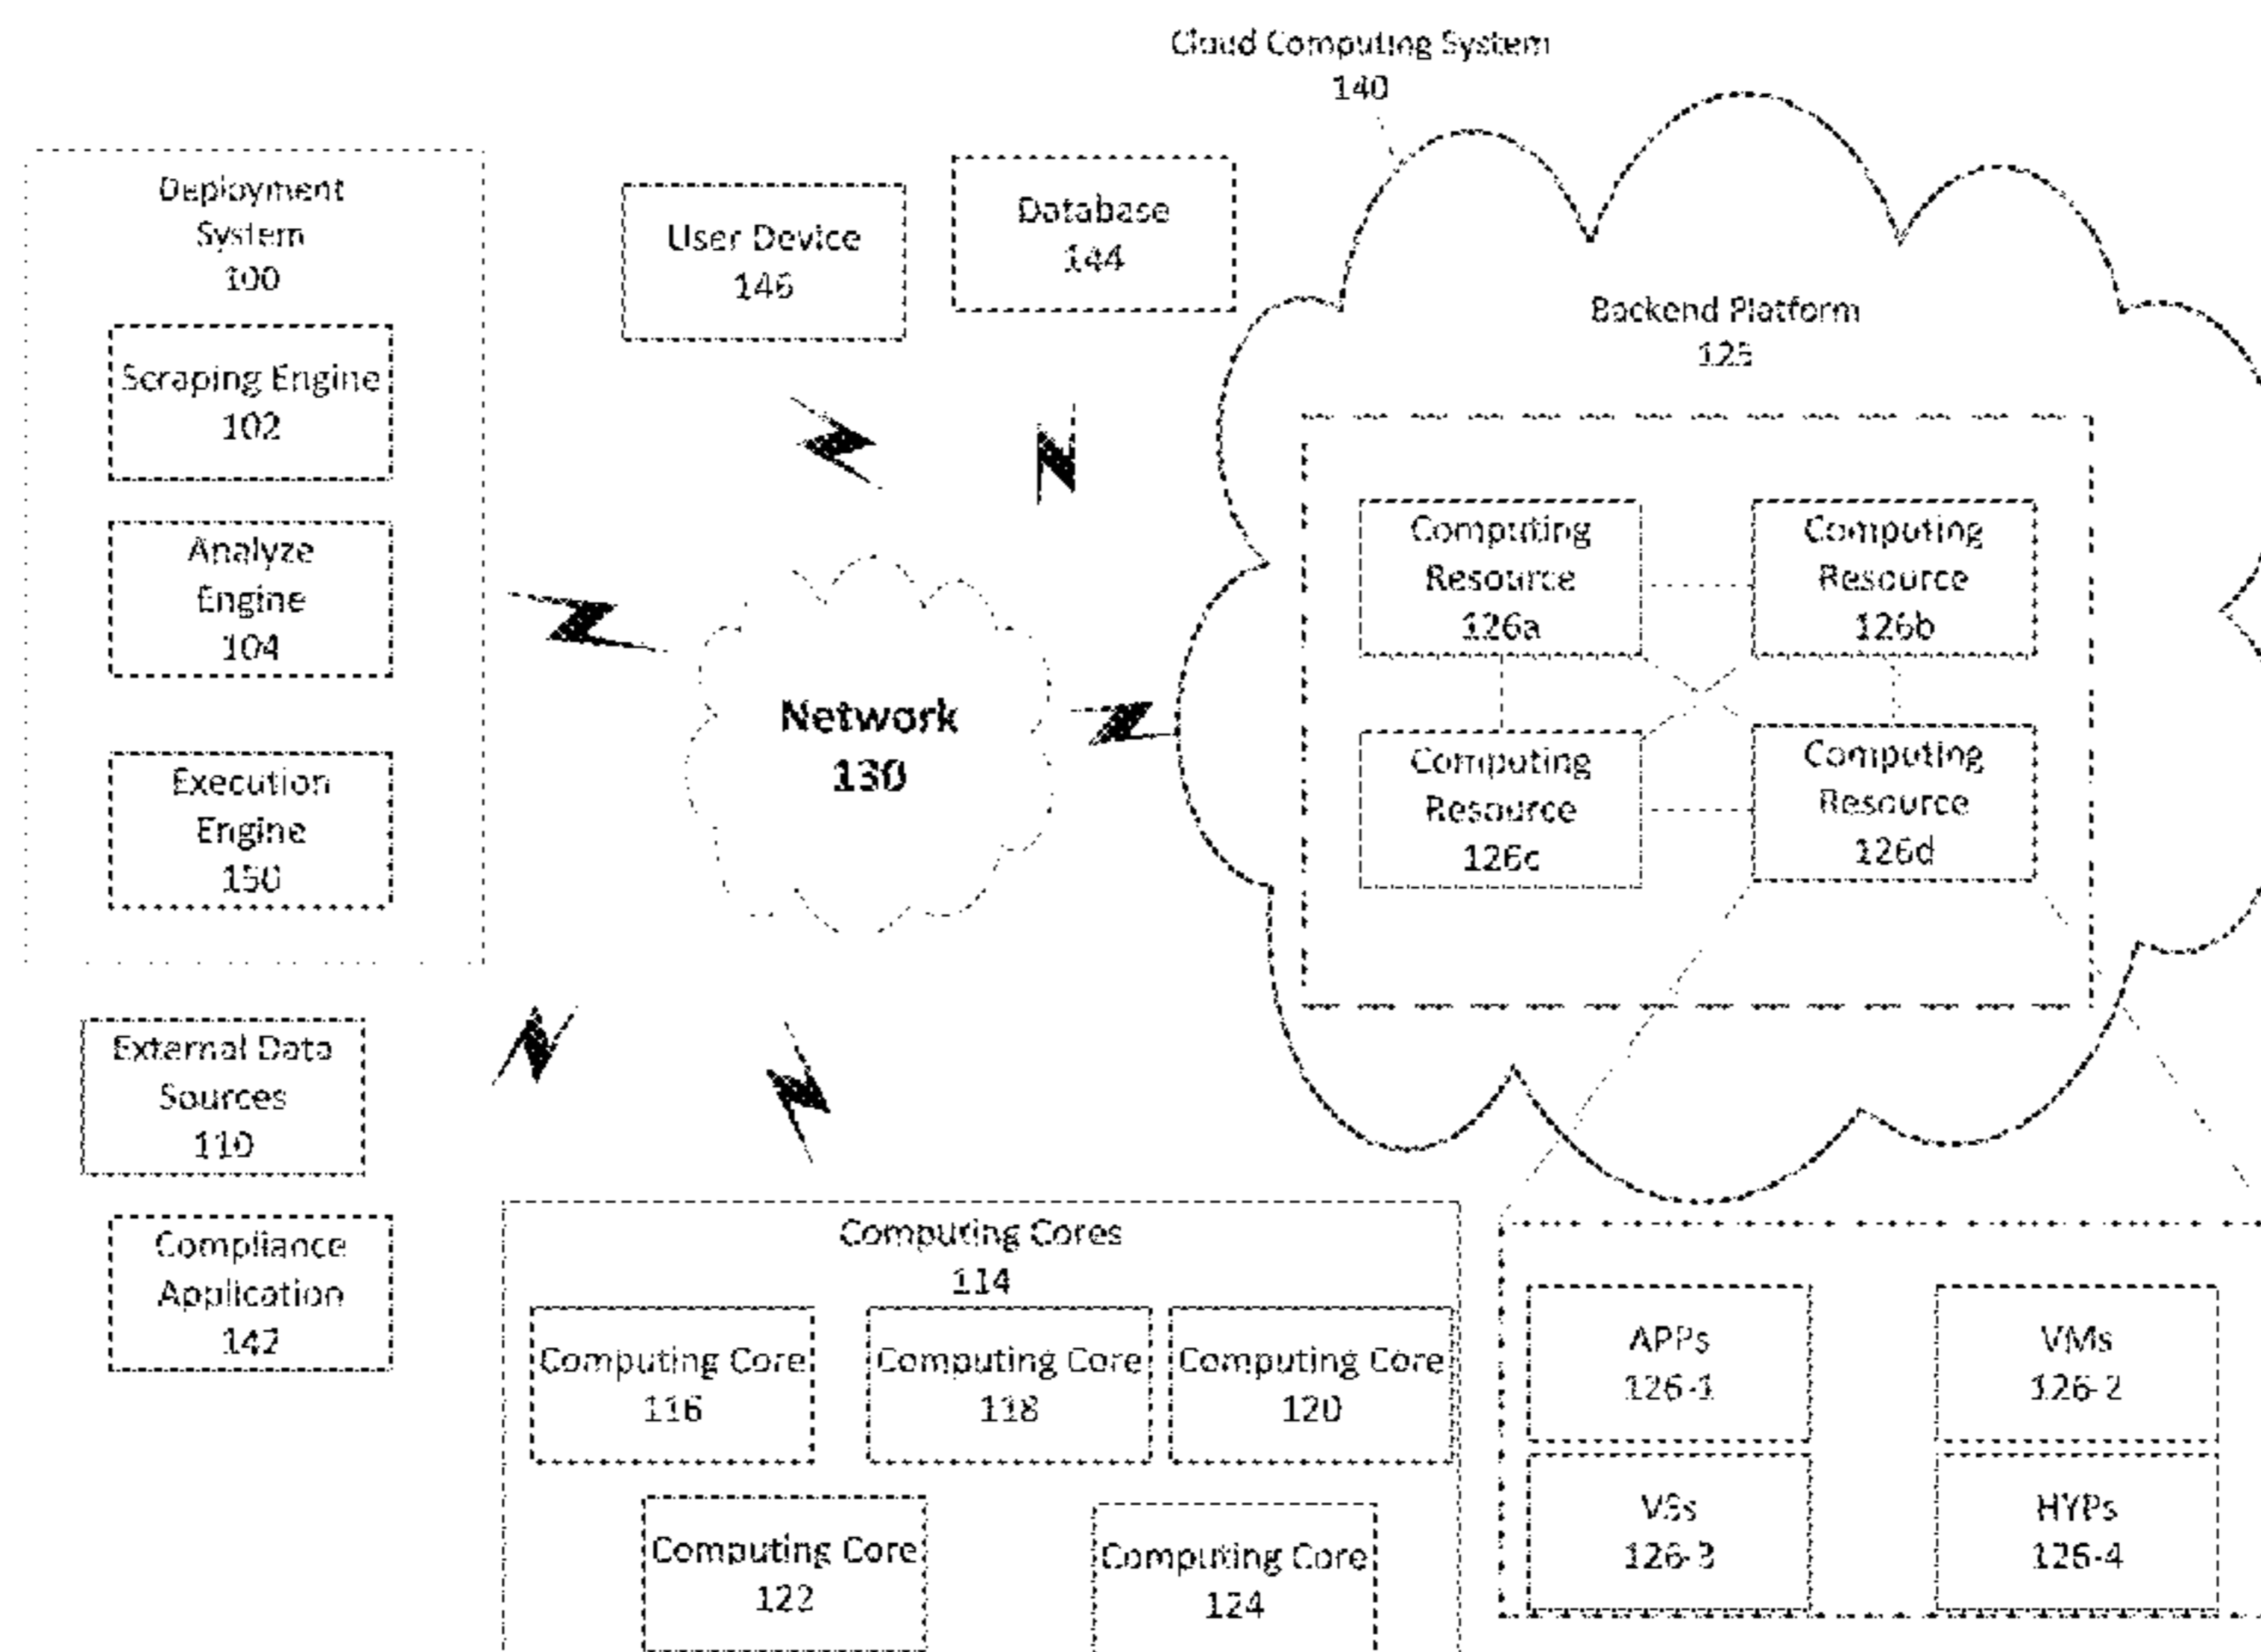 Cloud Computing System
140
Deployment
System
100
Scraping Engine
102
Analyze
Engine
104
Execution
Engine
150
User Device
146
Database
144
Backend Platform
125
Computing
Resource
126a
Computing
Resource
126b
Computing
Resource
126c
Computing
Resource
126d
Network
130
External Data
Sources
110
Compliance
Application
142
Computing Cores
114
Computing Core
116
Computing Core
118
Computing Core
120
Computing Core
122
Computing Core
124
APPs
126-1
VMs
126-2
VSs
126-3
HYPs
126-4